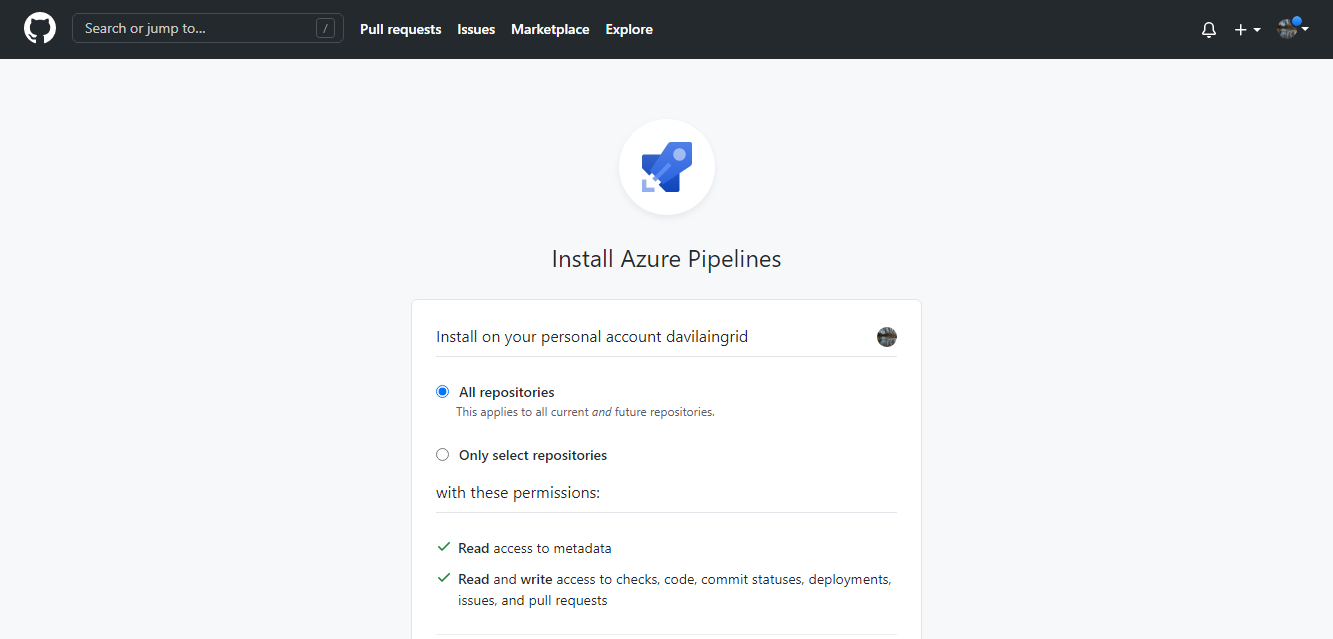 Search or jump to... /
Pull requests Issues Marketplace Explore
Install Azure Pipelines
Install on your personal account davilaingrid
All repositories
This applies to all current and future repositories.
Only select repositories
with these permissions:
Read access to metadata
Read and write access to checks, code, commit statuses, deployments,
issues, and pull requests